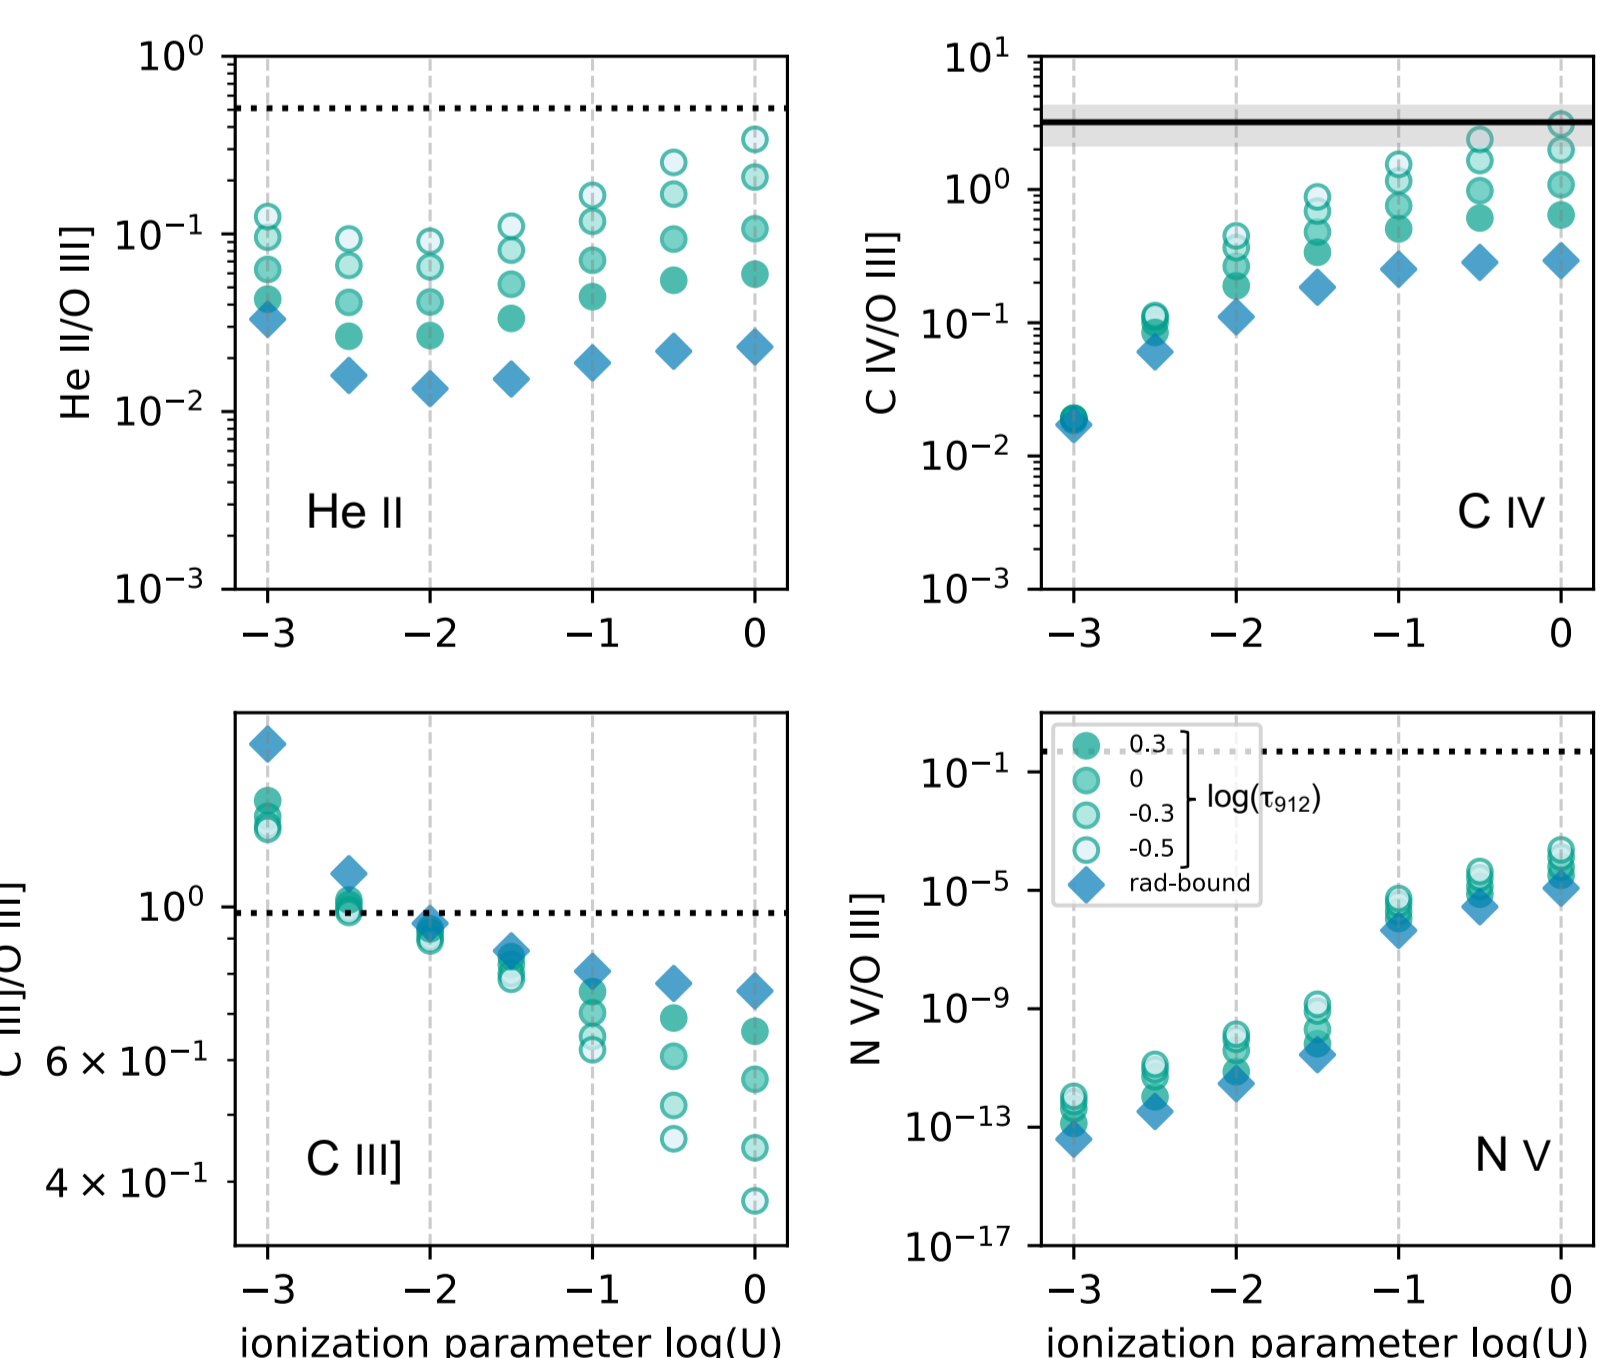 10⁰
10⁻¹
10⁻²
10⁻³
He II/O III]
He II
−3 −2 −1 0
10¹
10⁰
10⁻¹
10⁻²
10⁻³
C IV/O III]
C IV
−3 −2 −1 0
10⁰
6 × 10⁻¹
4 × 10⁻¹
C III]/O III]
C III]
−3 −2 −1 0
ionization parameter log(U)
10⁻¹
10⁻⁵
10⁻⁹
10⁻¹³
10⁻¹⁷
N V/O III]
0.3
0
-0.3
-0.5
log(τ₉₁₂)
rad-bound
N V
−3 −2 −1 0
ionization parameter log(U)